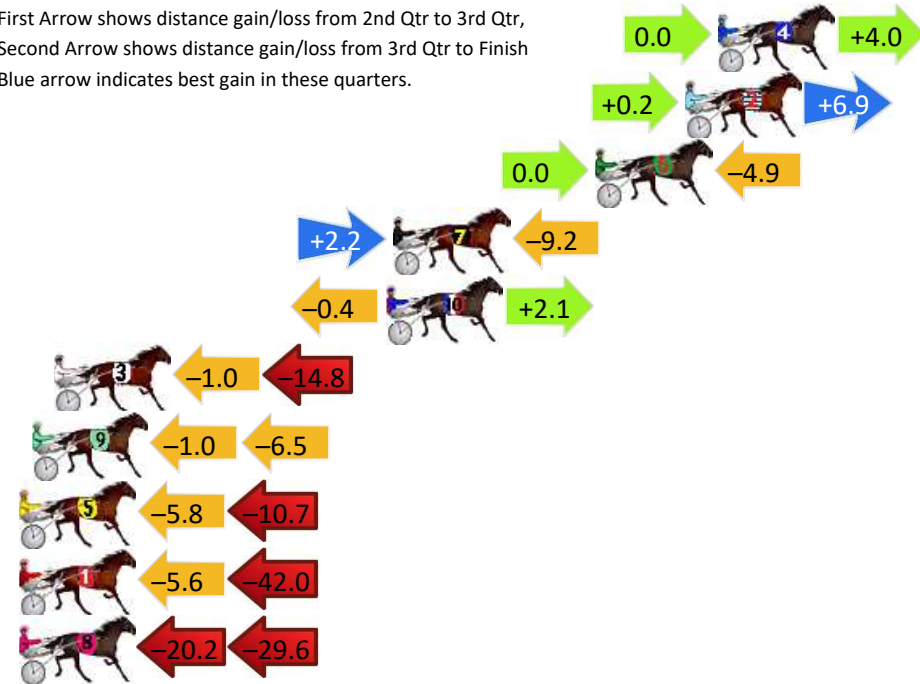 First Arrow shows distance gain/loss from 2nd Qtr to 3rd Qtr,
Second Arrow shows distance gain/loss from 3rd Qtr to Finish
Blue arrow indicates best gain in these quarters.
0.0 4 +4.0
+0.2 2 +6.9
0.0 6 –4.9
+2.2 7 –9.2
–0.4 10 +2.1
3 –1.0 –14.8
9 –1.0 –6.5
5 –5.8 –10.7
1 –5.6 –42.0
8 –20.2 –29.6